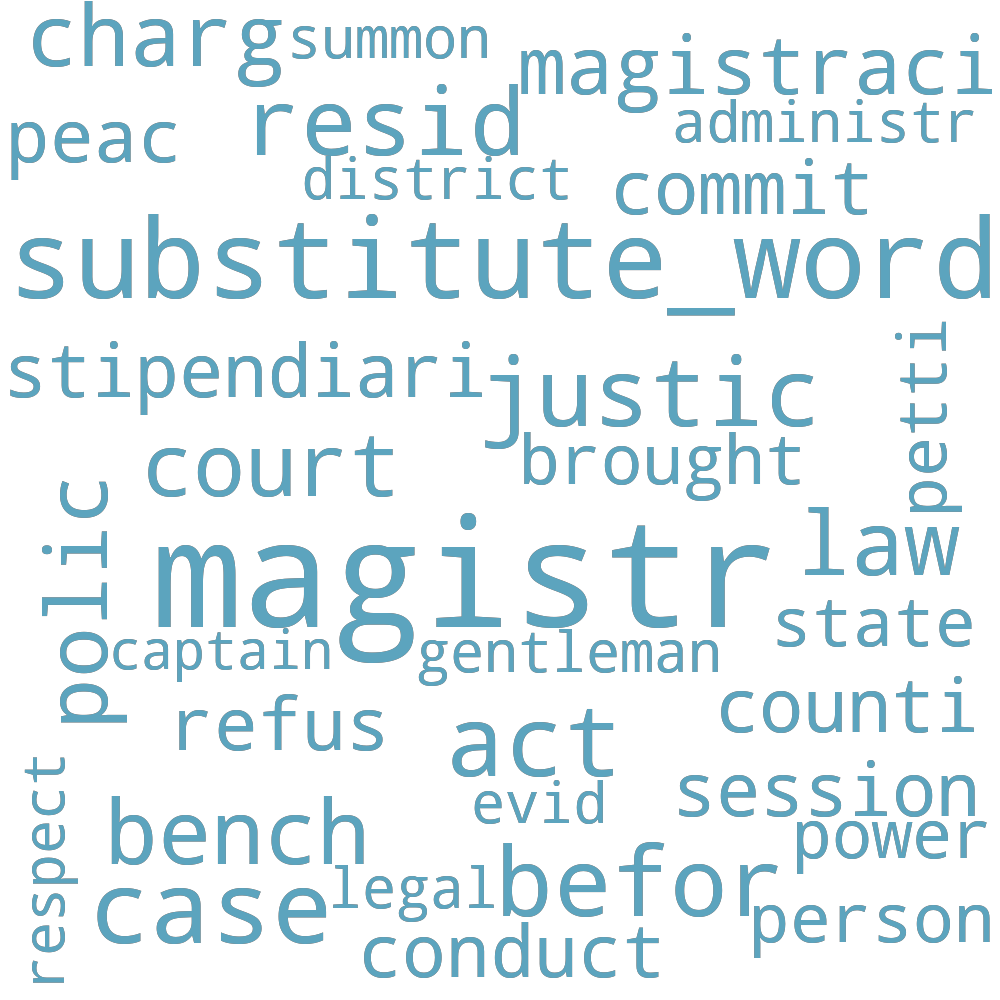 charg
summon
magistraci
peac
resid
administr
district
commit
substitute_word
stipendiari
justic
petti
court
brought
polic
magistr
law
state
captain
gentleman
counti
refus
act
respect
session
evid
bench
power
befor
case
legal
person
conduct